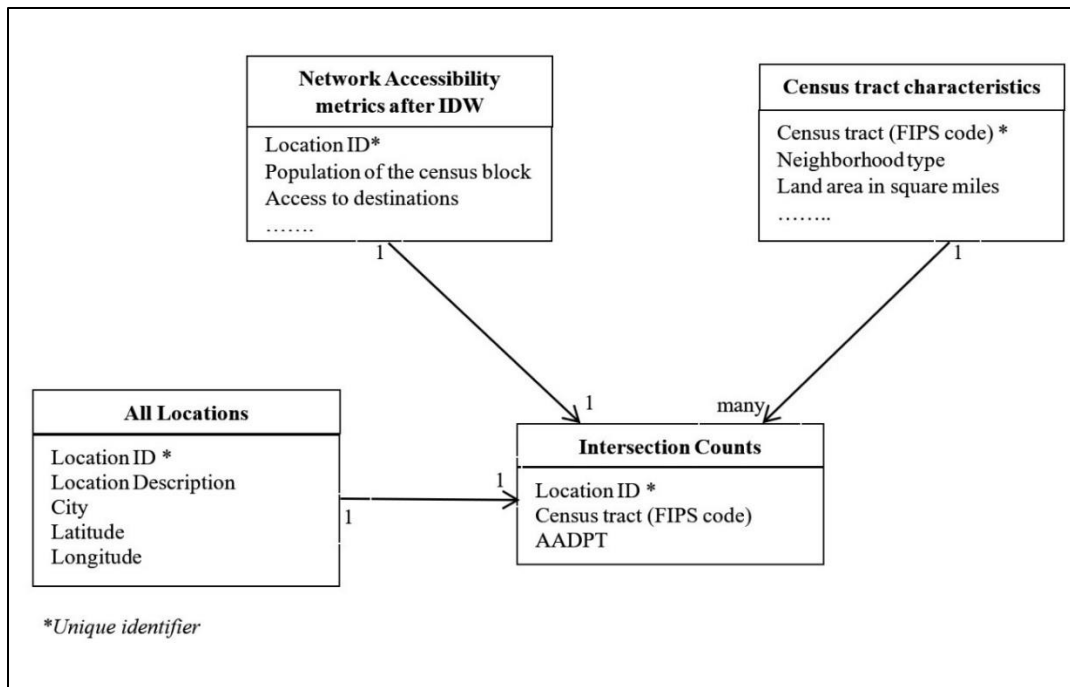 Network Accessibility
metrics after IDW
Location ID*
Population of the census block
Access to destinations
…….
1
Census tract characteristics
Census tract (FIPS code) *
Neighborhood type
Land area in square miles
……..
1
All Locations
Location ID *
Location Description
City
Latitude
Longitude
1
1
1
many
Intersection Counts
Location ID *
Census tract (FIPS code)
AADPT
*Unique identifier